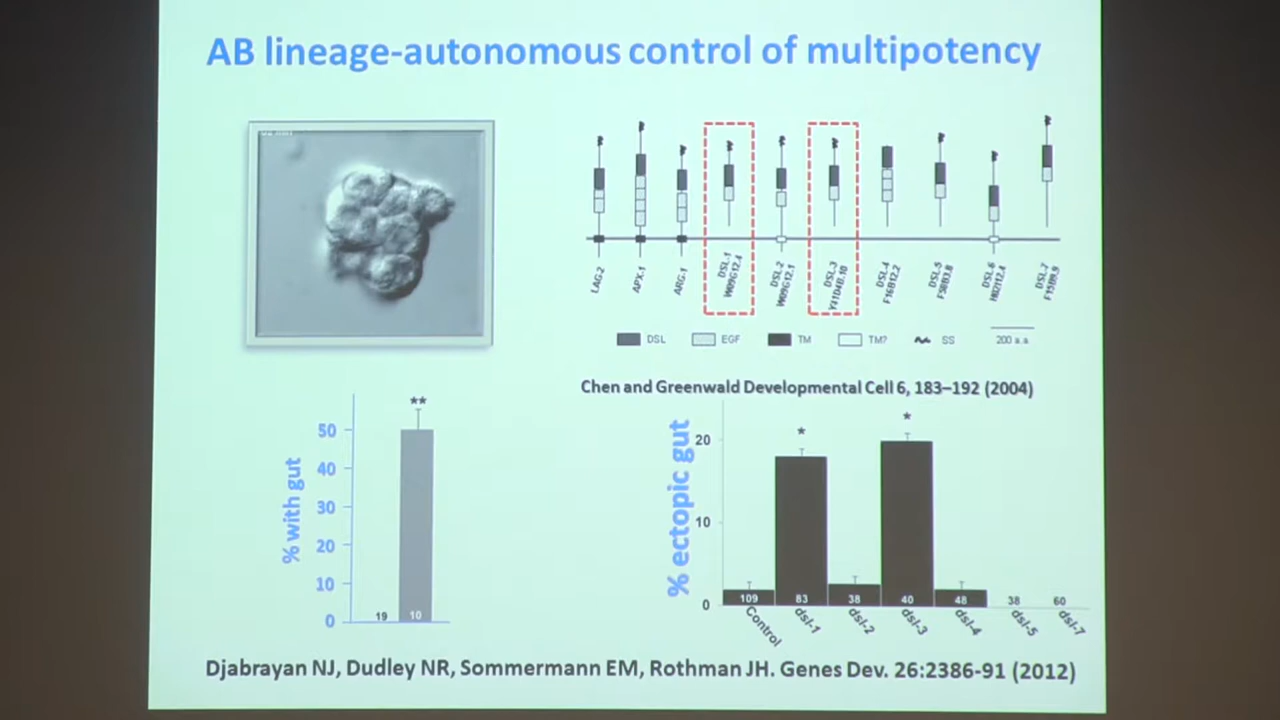 AB lineage-autonomous control of multipotency
LAG-2
APX-1
ARG-1
DSL-1
W09G12.4
DSL-2
W09G12.1
DSL-3
Y41D4B.10
DSL-4
F16B12.2
DSL-5
F58B3.8
DSL-6
H02I12.4
DSL-7
F15B9.9
DSL EGF TM TM? SS 200 a.a
Chen and Greenwald Developmental Cell 6, 183–192 (2004)
% with gut
50
40
30
20
10
0
**
19 10
% ectopic gut
20
10
0
* *
109 83 38 40 48 38 60
Control dsl-1 dsl-2 dsl-3 dsl-4 dsl-5 dsl-7
Djabrayan NJ, Dudley NR, Sommermann EM, Rothman JH. Genes Dev. 26:2386-91 (2012)